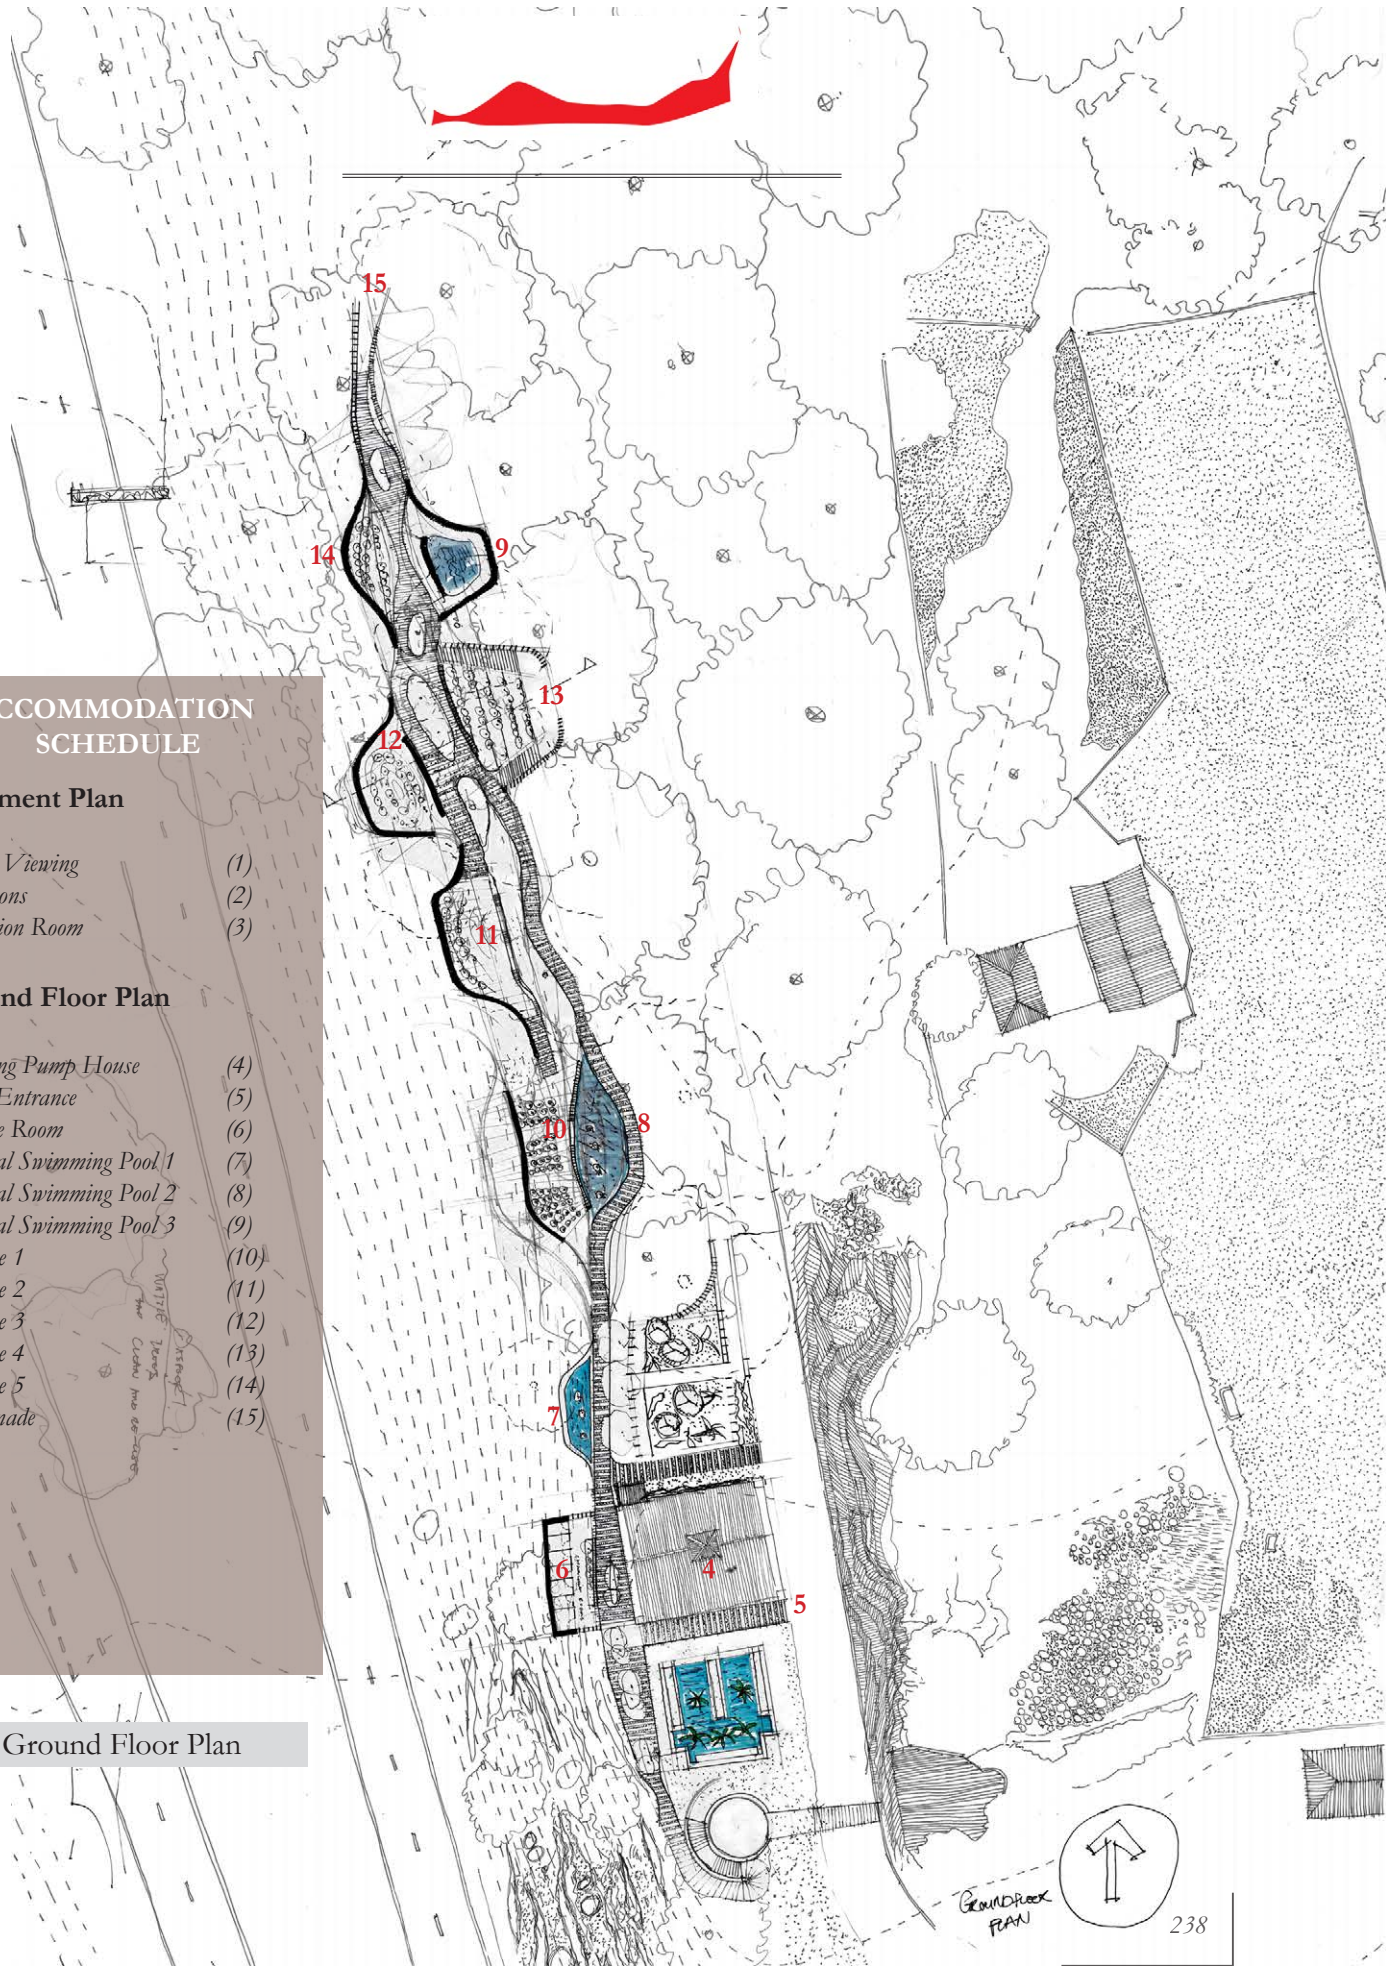 15
14
9
13
12
11
10
8
7
6
4
5
CCOMMODATION
SCHEDULE
ment Plan
Viewing (1)
ons (2)
ion Room (3)
nd Floor Plan
ng Pump House (4)
Entrance (5)
e Room (6)
al Swimming Pool 1 (7)
al Swimming Pool 2 (8)
al Swimming Pool 3 (9)
e 1 (10)
e 2 (11)
e 3 (12)
e 4 (13)
e 5 (14)
nade (15)
Ground Floor Plan
GROUND FLOOR
PLAN
238